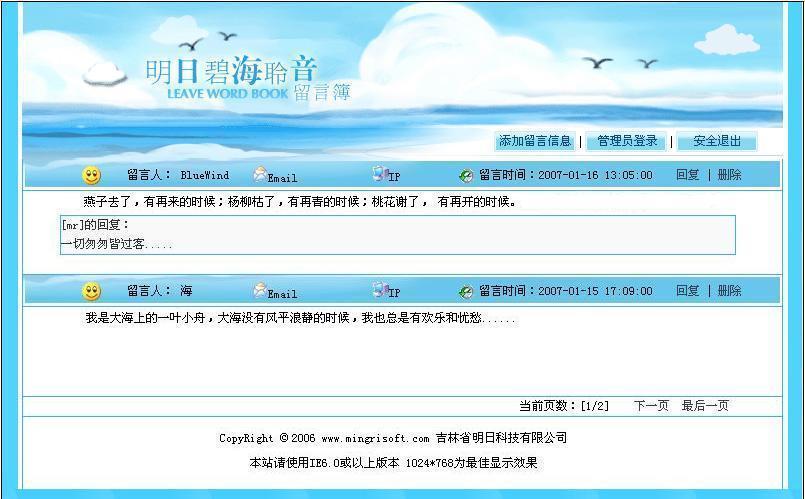 明日碧海聆音
LEAVE WORD BOOK 留言簿
添加留言信息 | 管理员登录 | 安全退出
留言人： BlueWind Email IP 留言时间：2007-01-16 13:05:00 回复 | 删除
燕子去了，有再来的时候；杨柳枯了，有再青的时候；桃花谢了， 有再开的时候。
[mr]的回复：
一切匆匆皆过客.....
留言人： 海 Email IP 留言时间：2007-01-15 17:09:00 回复 | 删除
我是大海上的一叶小舟，大海没有风平浪静的时候，我也总是有欢乐和忧愁......
当前页数：[1/2] 下一页 最后一页
CopyRight ©2006 www.mingrisoft.com 吉林省明日科技有限公司
本站请使用IE6.0或以上版本 1024*768为最佳显示效果